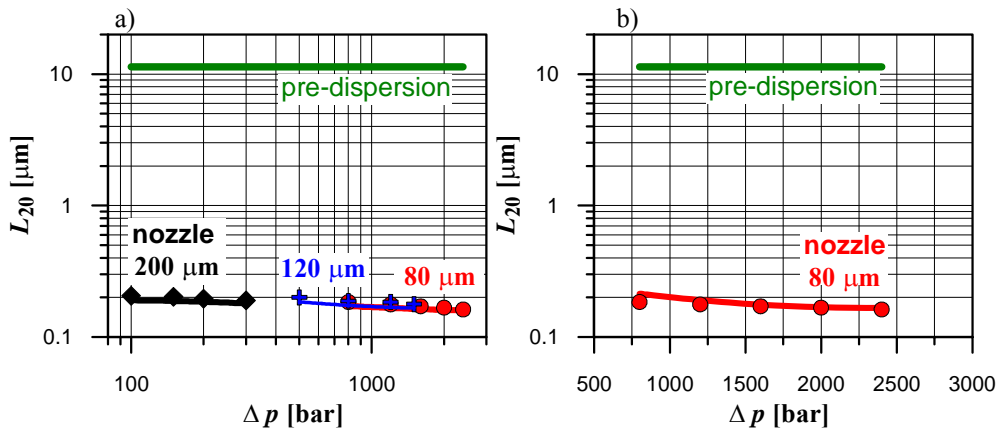 a)
10
1
0.1
L20 [μm]
pre-dispersion
nozzle
200 μm
120 μm
80 μm
100
1000
Δ p [bar]
b)
10
1
0.1
L20 [μm]
pre-dispersion
nozzle
80 μm
500
1000
1500
2000
2500
3000
Δ p [bar]